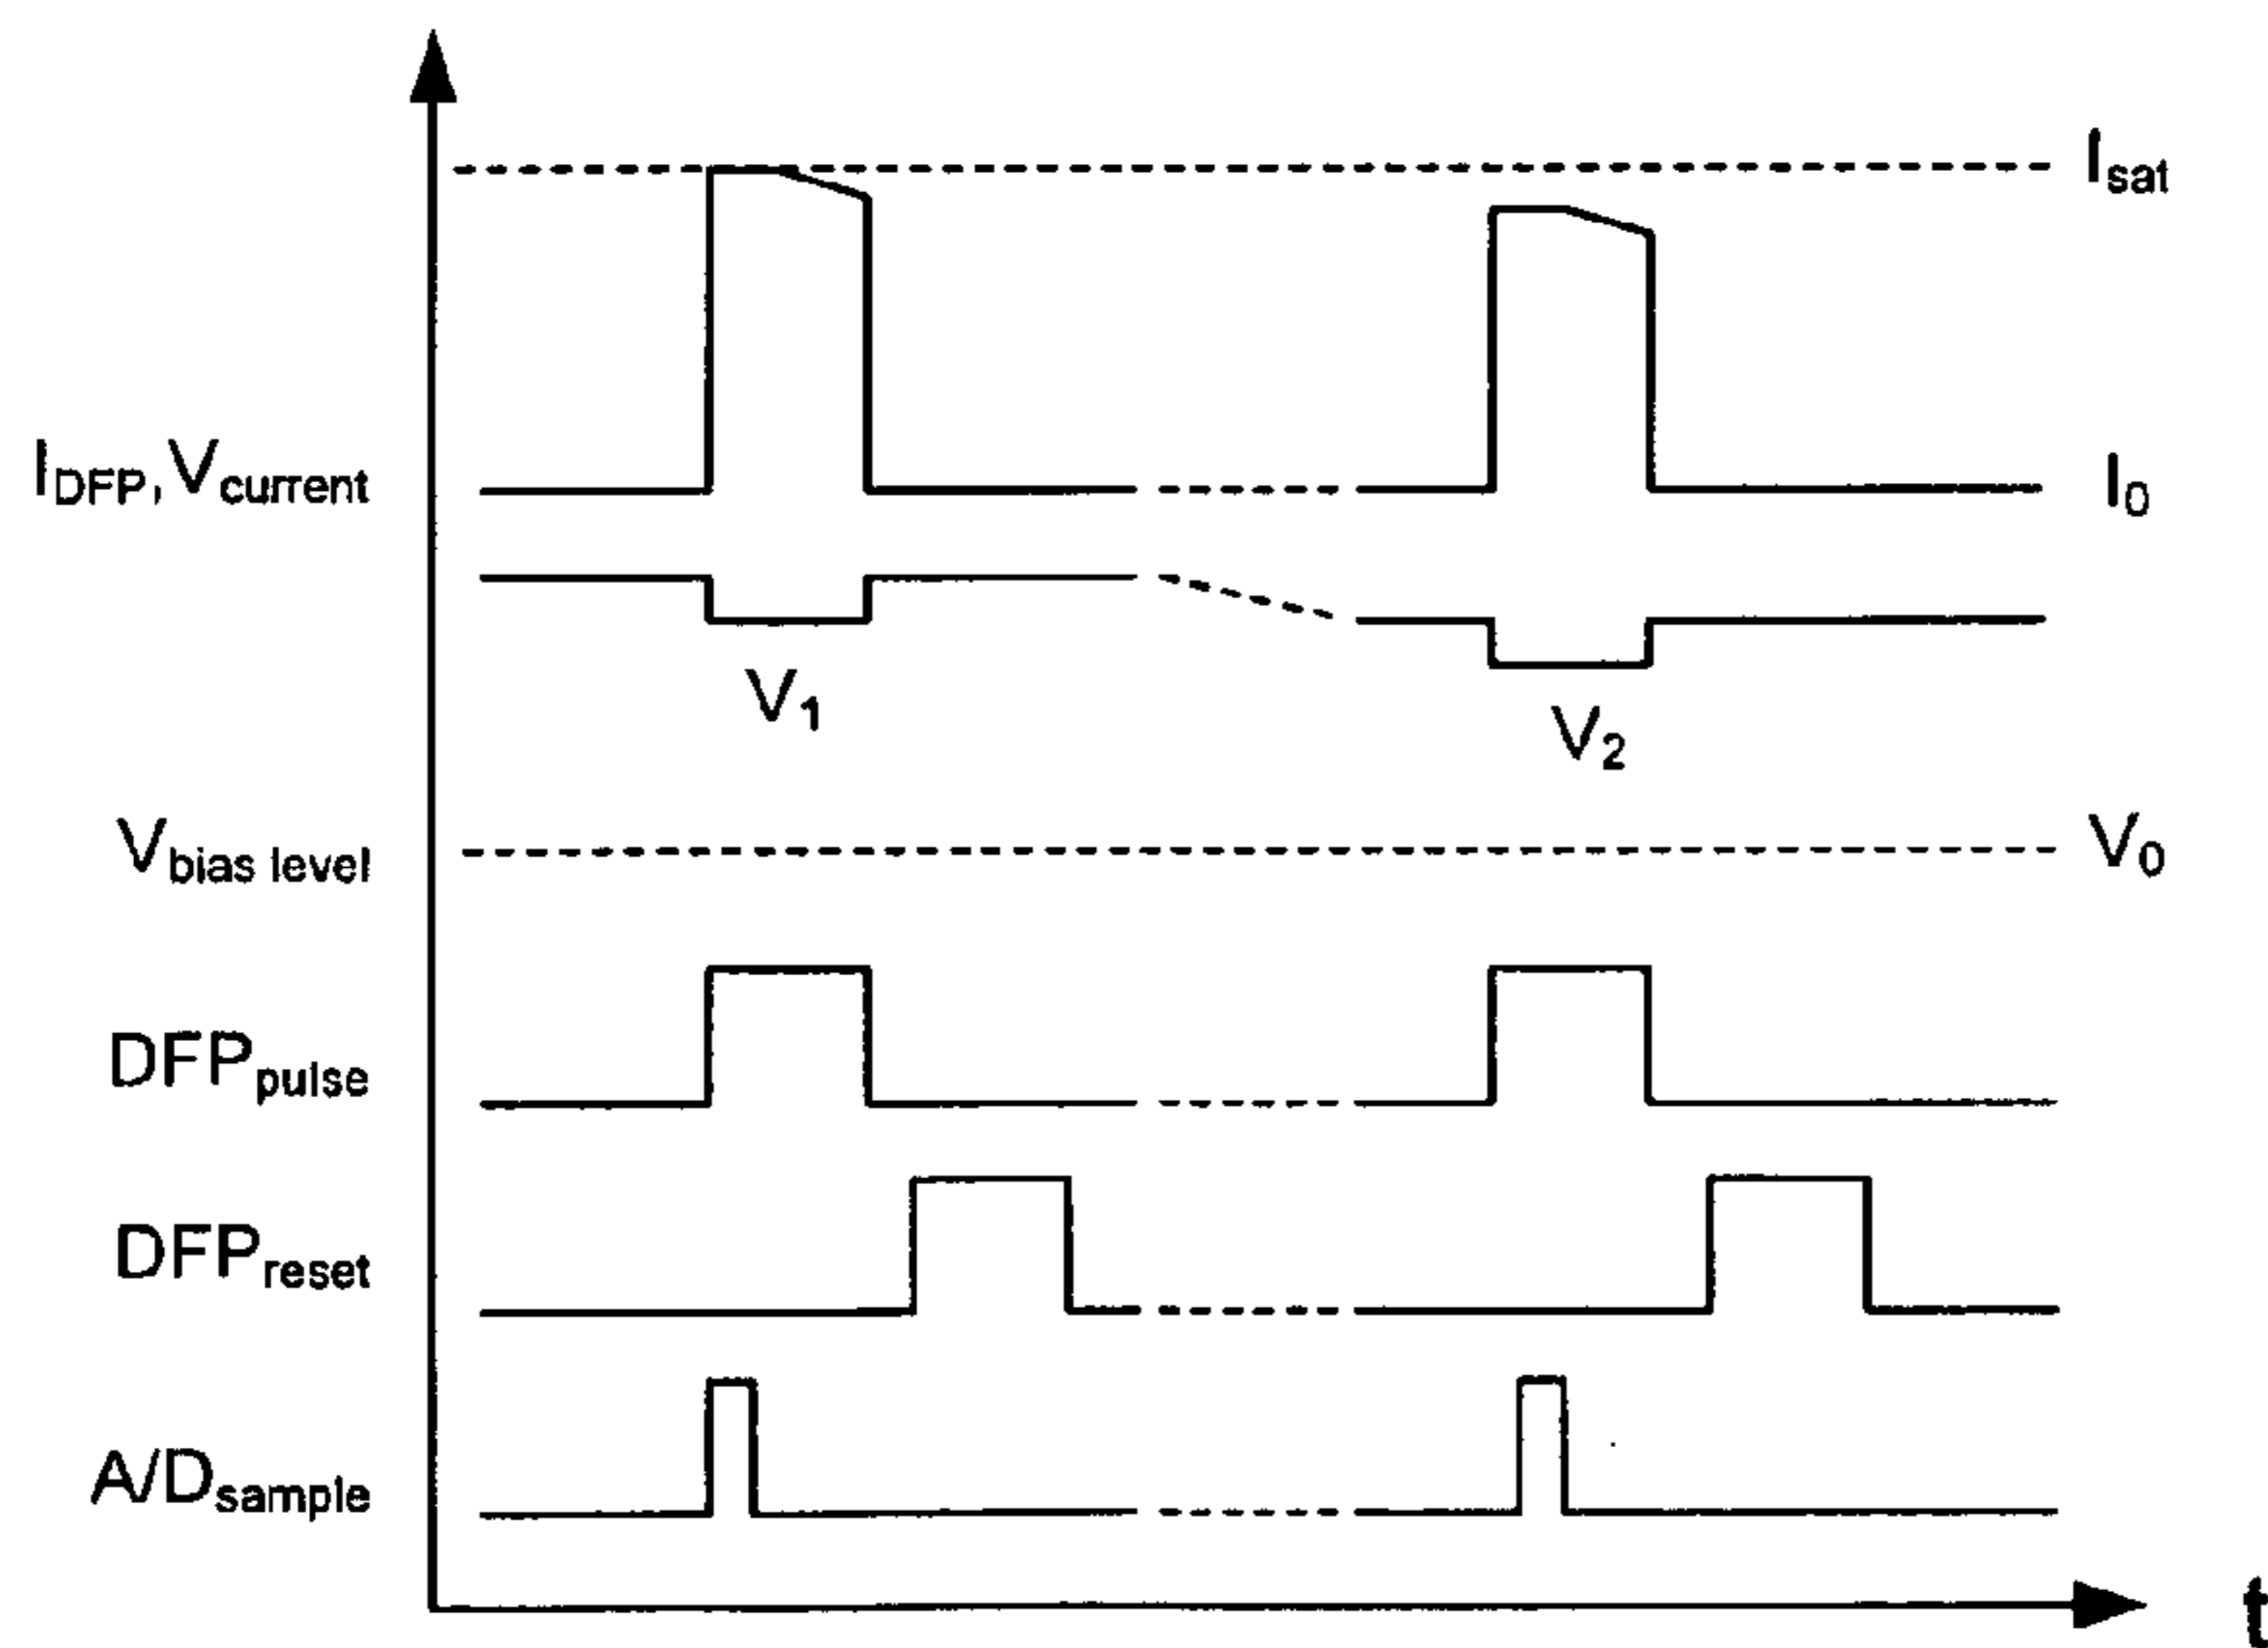 Isat
IDFP, Vcurrent
I0
V1
V2
Vbias level
V0
DFPpulse
DFPreset
A/Dsample
t